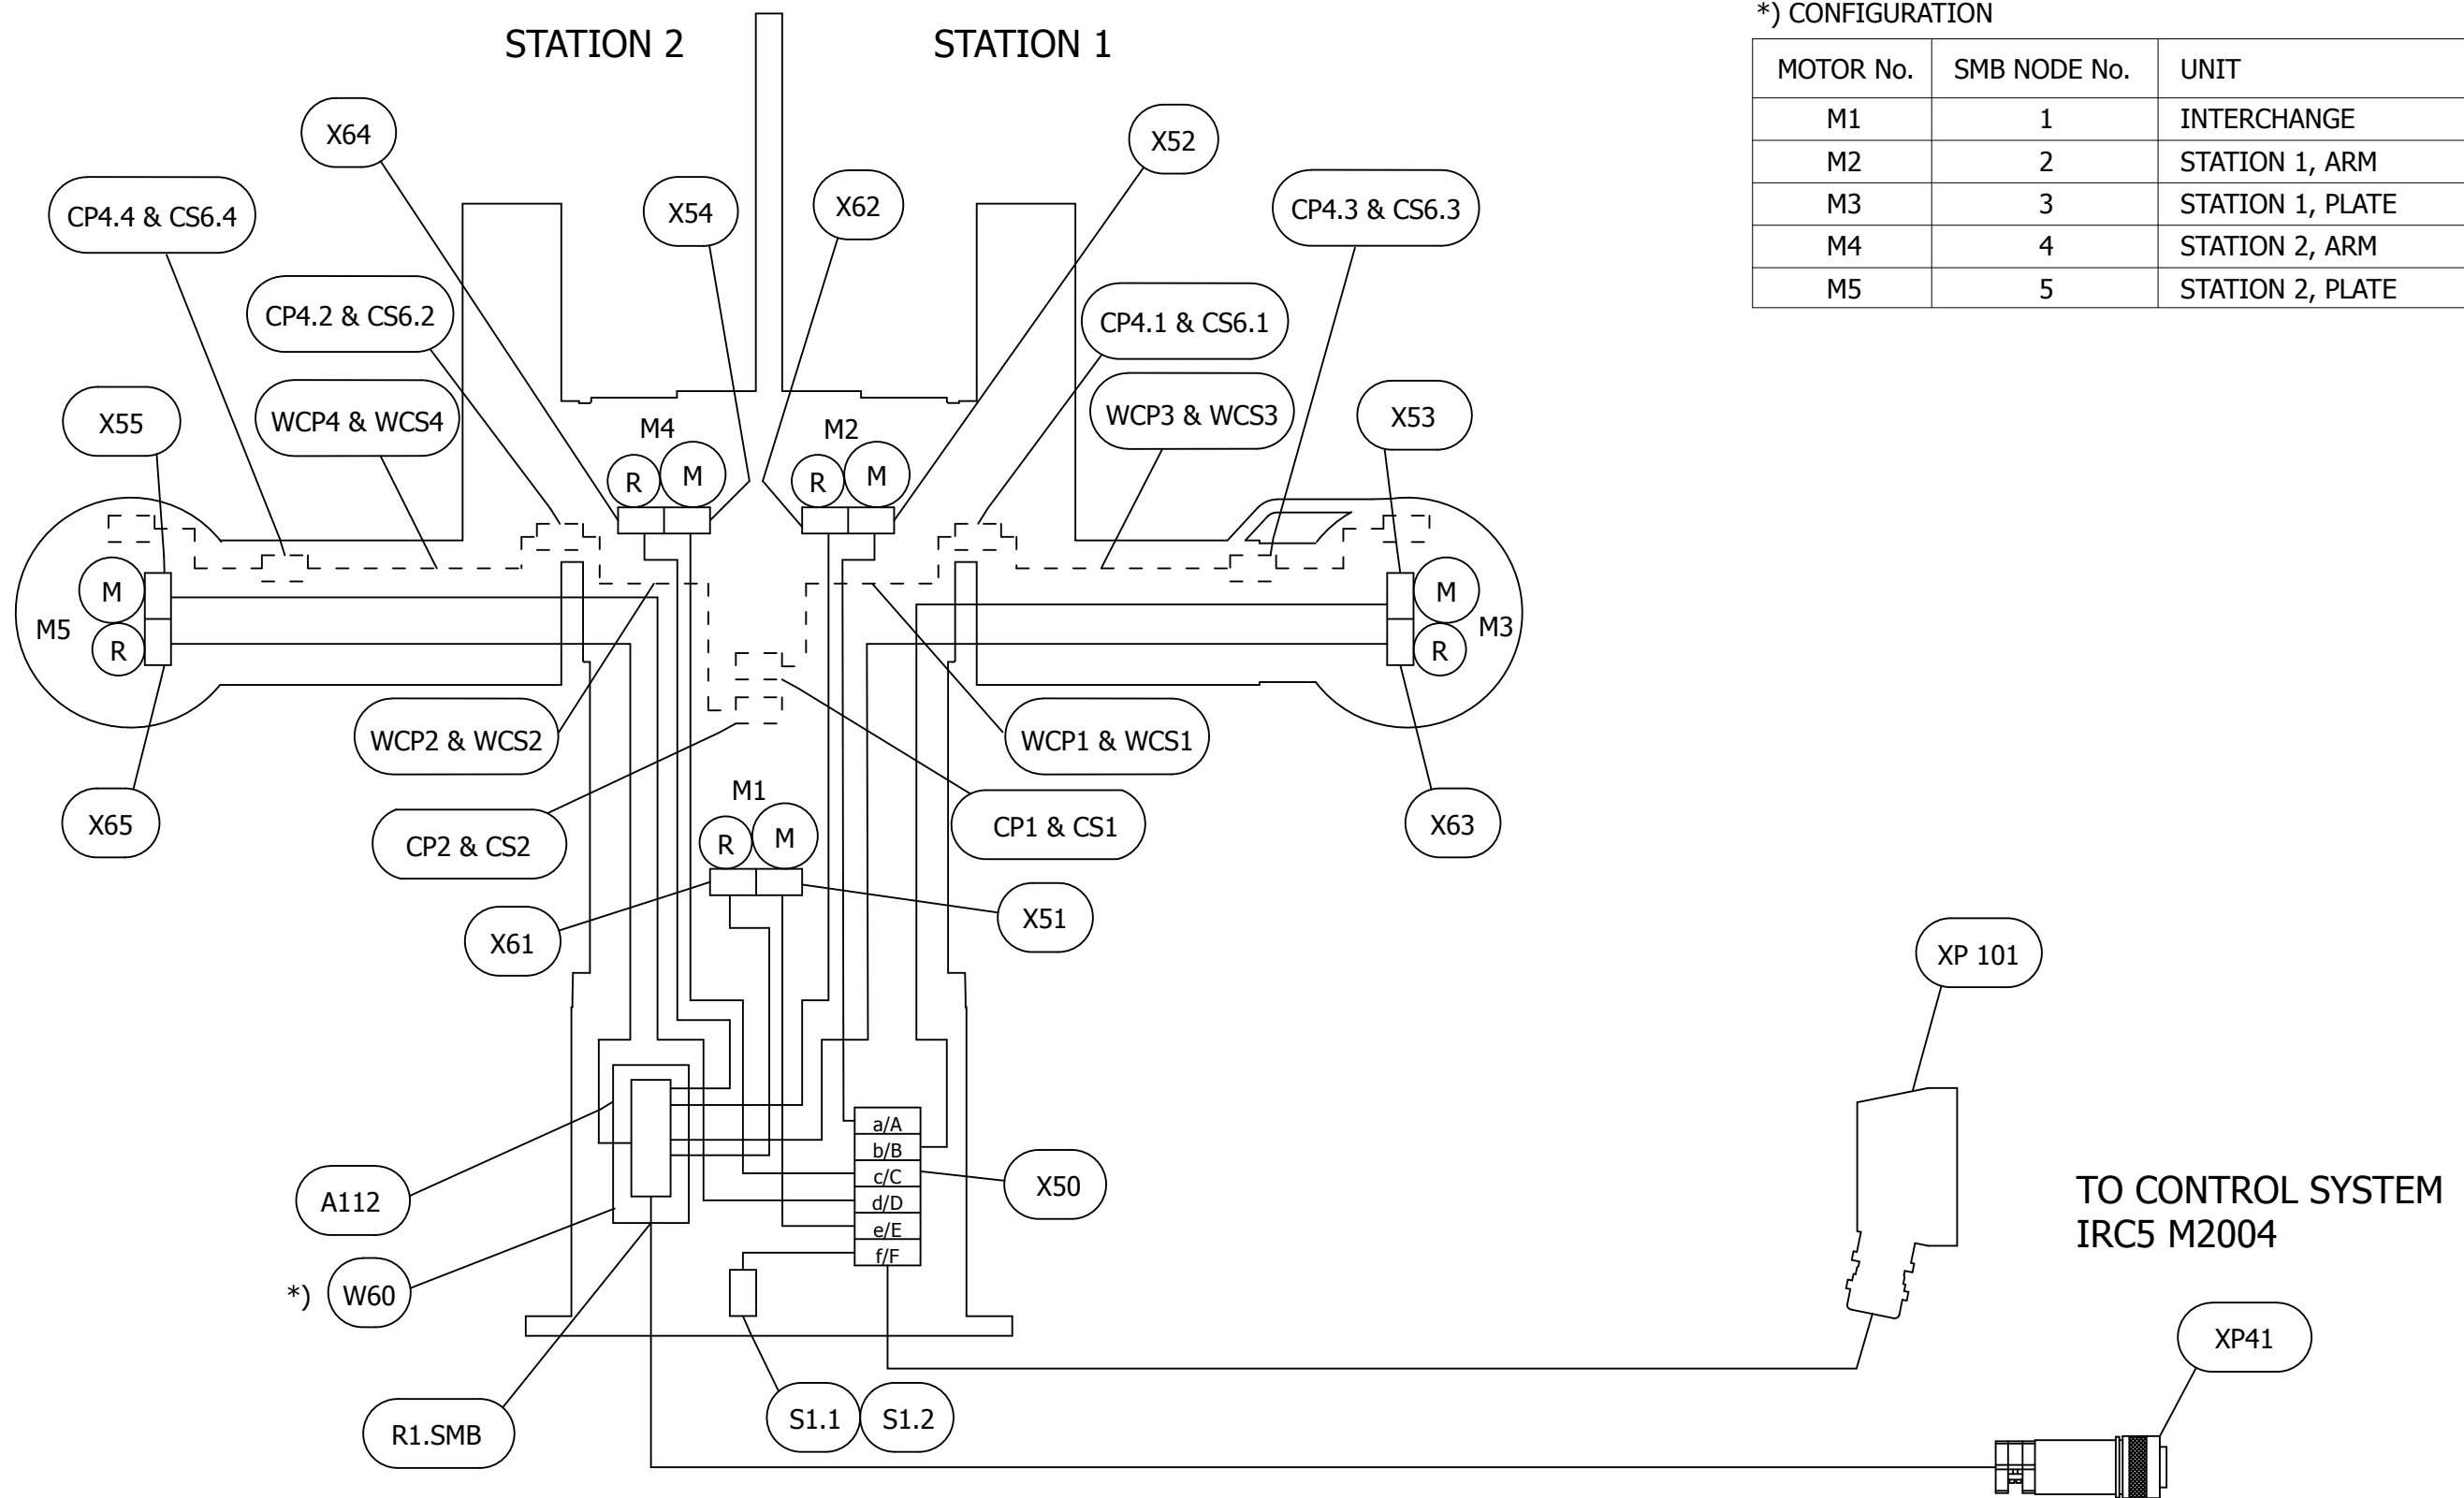 *) CONFIGURATION
STATION 2
STATION 1
MOTOR No. SMB NODE No. UNIT
M1 1 INTERCHANGE
M2 2 STATION 1, ARM
M3 3 STATION 1, PLATE
M4 4 STATION 2, ARM
M5 5 STATION 2, PLATE
X64
X52
CP4.4 & CS6.4
X54
X62
CP4.3 & CS6.3
CP4.2 & CS6.2
CP4.1 & CS6.1
X55
WCP4 & WCS4
M4
M2
WCP3 & WCS3
X53
R
M
R
M
M
M5
R
M
M3
R
WCP2 & WCS2
WCP1 & WCS1
M1
X65
CP2 & CS2
R
M
CP1 & CS1
X63
X61
X51
XP 101
a/A
b/B
c/C
d/D
e/E
f/F
A112
X50
TO CONTROL SYSTEM
IRC5 M2004
*) W60
XP41
R1.SMB
S1.1
S1.2